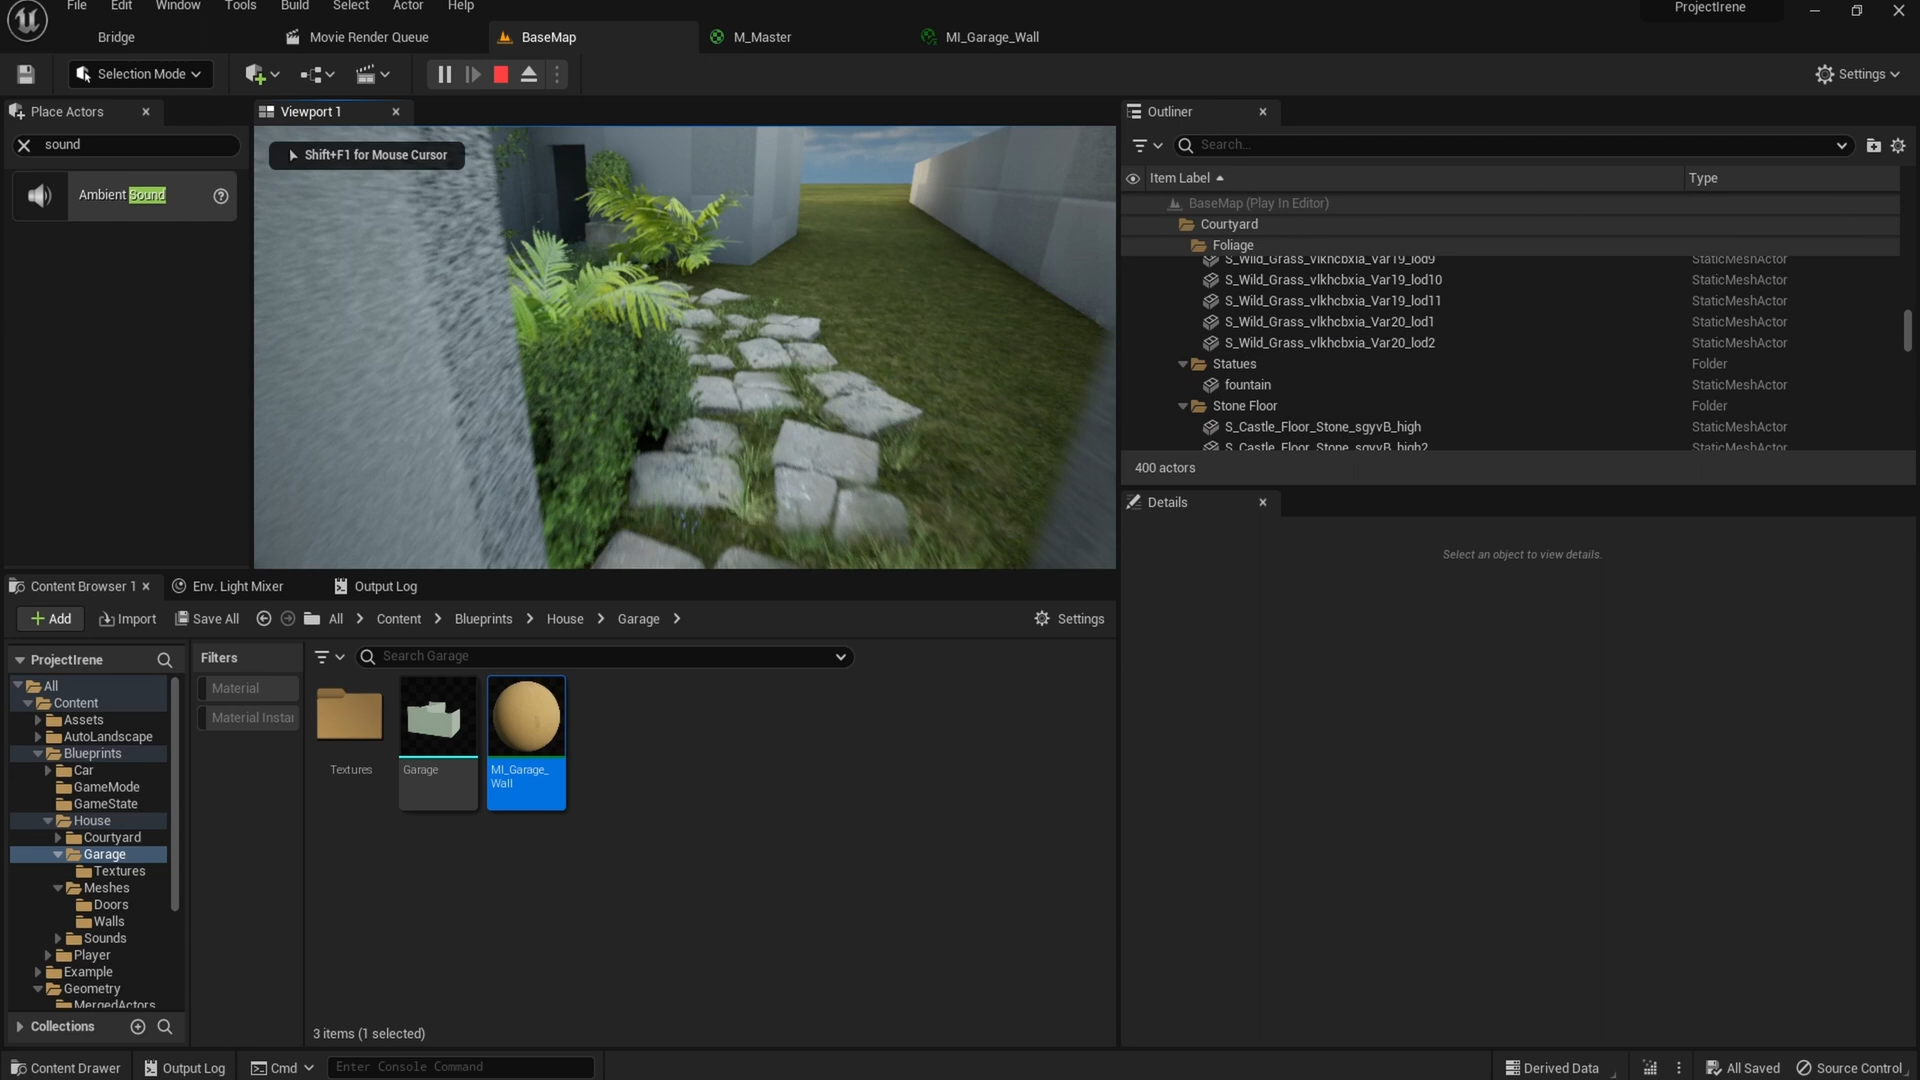 File Edit Window Tools Build Select Actor Help
ProjectIrene
Bridge
Movie Render Queue
BaseMap
M_Master
MI_Garage_Wall
Selection Mode
Settings
Place Actors
Viewport 1
Outliner
sound
Shift+F1 for Mouse Cursor
Search...
Ambient Sound
Item Label
Type
BaseMap (Play In Editor)
Courtyard
Foliage
S_Wild_Grass_vlkhcbxia_Var19_lod9 StaticMeshActor
S_Wild_Grass_vlkhcbxia_Var19_lod10 StaticMeshActor
S_Wild_Grass_vlkhcbxia_Var19_lod11 StaticMeshActor
S_Wild_Grass_vlkhcbxia_Var20_lod1 StaticMeshActor
S_Wild_Grass_vlkhcbxia_Var20_lod2 StaticMeshActor
Statues Folder
fountain StaticMeshActor
Stone Floor Folder
S_Castle_Floor_Stone_sgyvB_high StaticMeshActor
S_Castle_Floor_Stone_sgyvB_high2 StaticMeshActor
400 actors
Details
Select an object to view details.
Content Browser 1
Env. Light Mixer
Output Log
Add
Import
Save All
All
Content
Blueprints
House
Garage
Settings
ProjectIrene
Filters
Search Garage
Material
Material Instar
All
Content
Assets
AutoLandscape
Blueprints
Car
GameMode
GameState
House
Courtyard
Garage
Textures
Meshes
Doors
Walls
Sounds
Player
Example
Geometry
MergedActors
Collections
Textures
Garage
MI_Garage_
Wall
3 items (1 selected)
Content Drawer
Output Log
Cmd
Enter Console Command
Derived Data
All Saved
Source Control